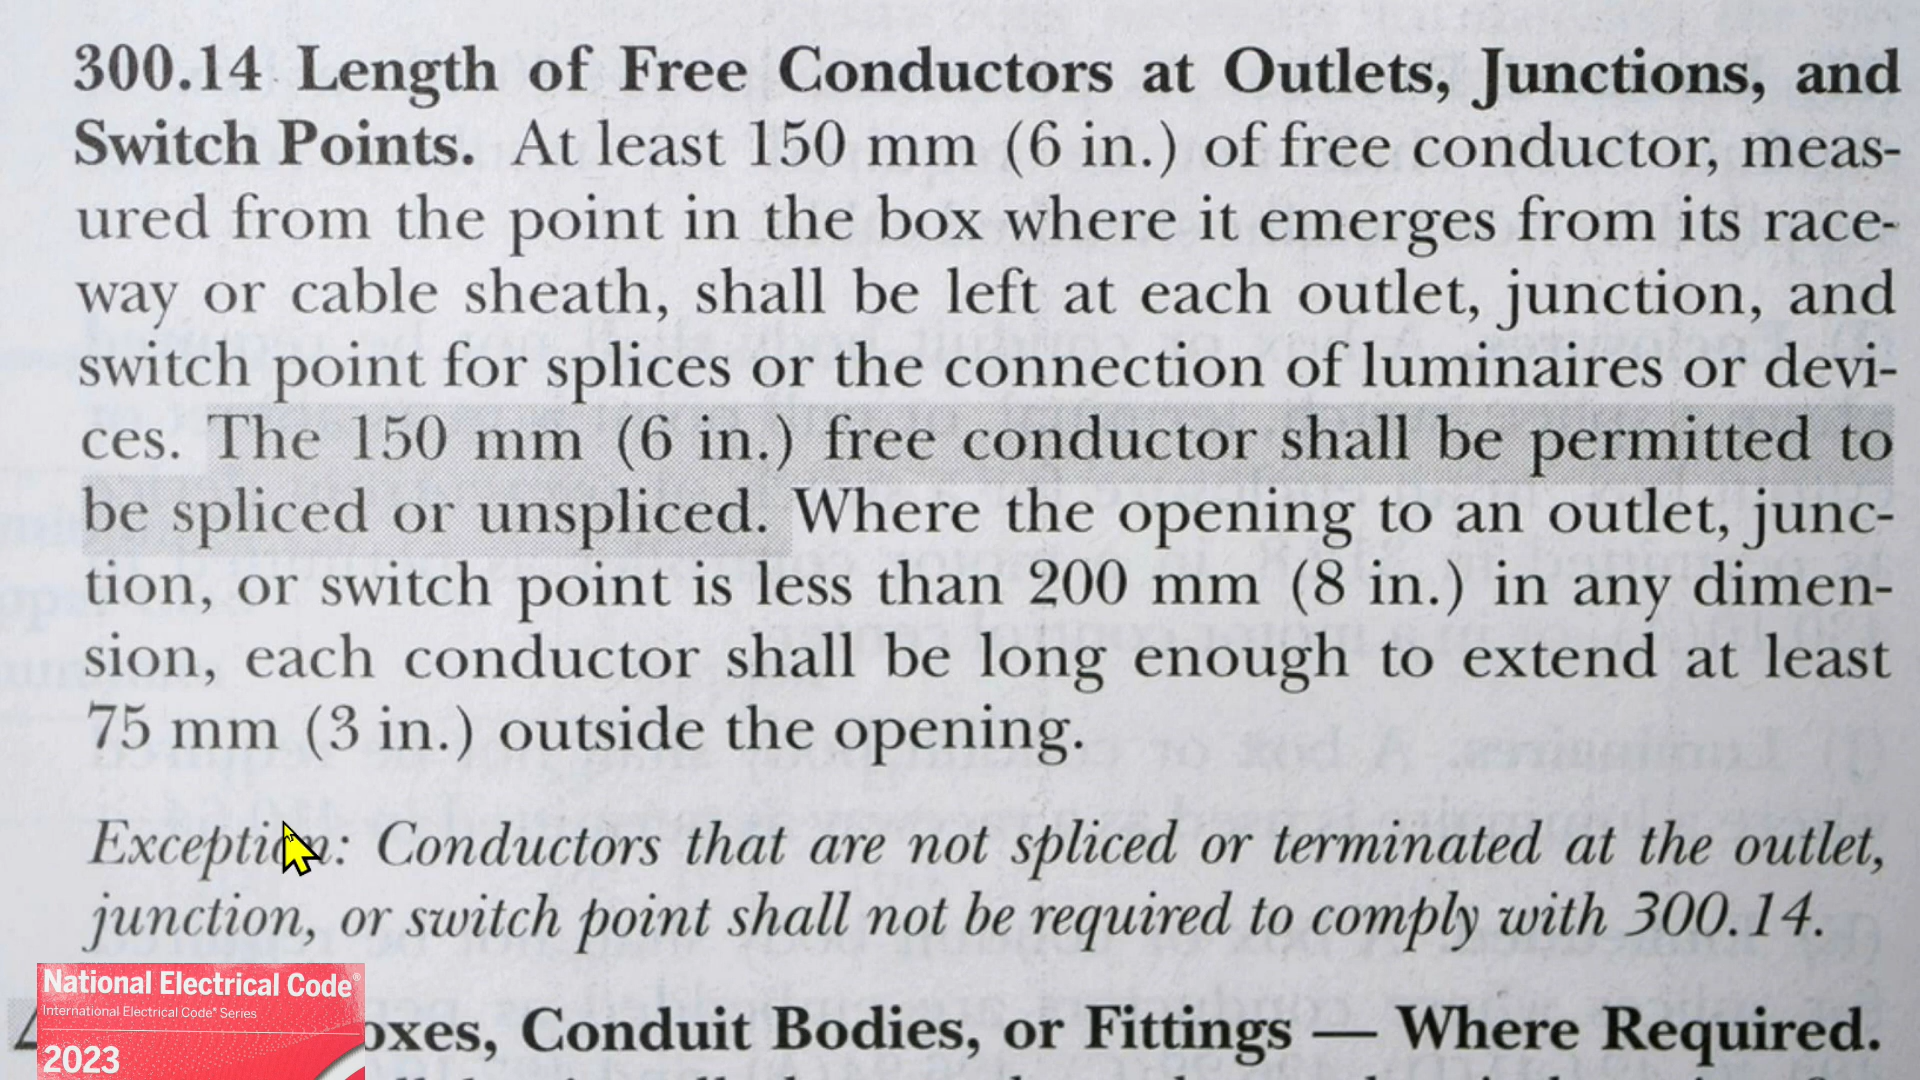 300.14 Length of Free Conductors at Outlets, Junctions, and
Switch Points. At least 150 mm (6 in.) of free conductor, meas-
ured from the point in the box where it emerges from its race-
way or cable sheath, shall be left at each outlet, junction, and
switch point for splices or the connection of luminaires or devi-
ces. The 150 mm (6 in.) free conductor shall be permitted to
be spliced or unspliced. Where the opening to an outlet, junc-
tion, or switch point is less than 200 mm (8 in.) in any dimen-
sion, each conductor shall be long enough to extend at least
75 mm (3 in.) outside the opening.
Exception: Conductors that are not spliced or terminated at the outlet,
junction, or switch point shall not be required to comply with 300.14.
oxes, Conduit Bodies, or Fittings — Where Required.
National Electrical Code®
International Electrical Code® Series
2023